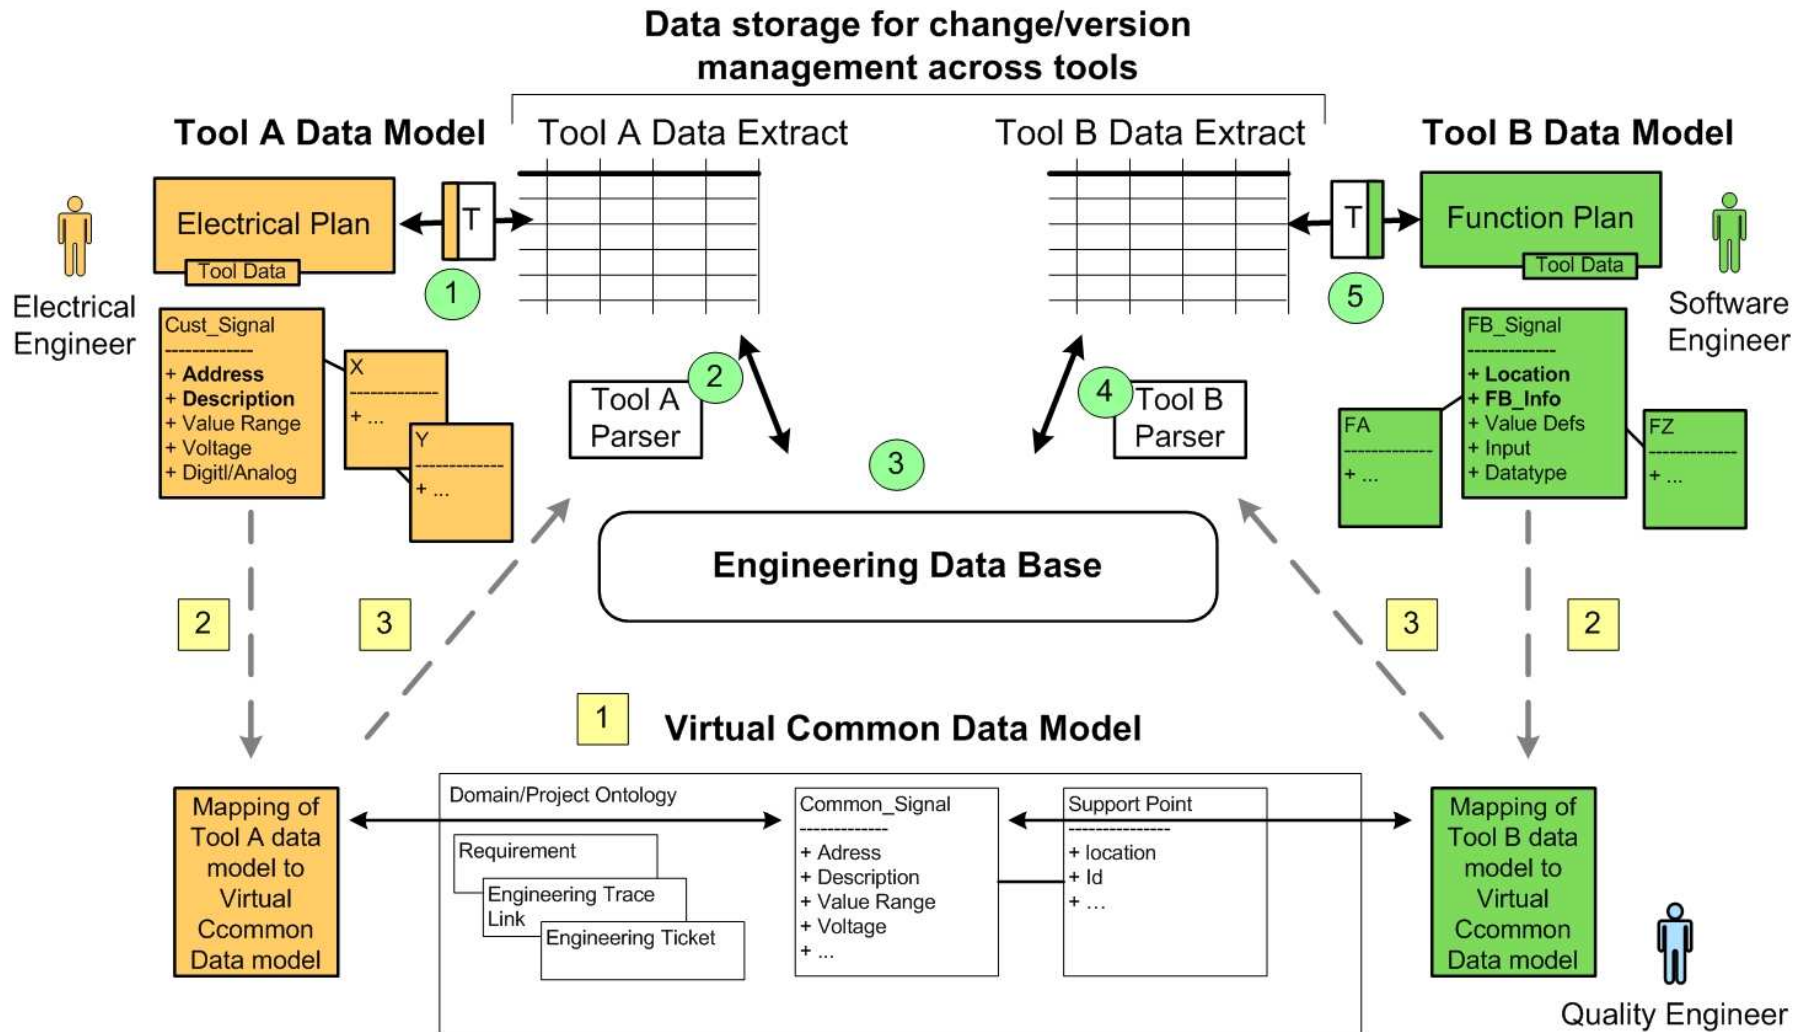 Data storage for change/version
management across tools
Tool A Data Model
Tool A Data Extract
Tool B Data Extract
Tool B Data Model
Electrical Plan
Tool Data
T
T
Function Plan
Tool Data
1
5
Electrical
Engineer
Software
Engineer
Cust_Signal
-------------
+ Address
+ Description
+ Value Range
+ Voltage
+ Digitl/Analog
X
-------------
+ ...
Y
-------------
+ ...
Tool A
Parser
2
3
4
Tool B
Parser
FA
-------------
+ ...
FB_Signal
-------------
+ Location
+ FB_Info
+ Value Defs
+ Input
+ Datatype
FZ
-------------
+ ...
Engineering Data Base
2
3
3
2
1
Virtual Common Data Model
Mapping of
Tool A data
model to
Virtual
Ccommon
Data model
Domain/Project Ontology
Requirement
Engineering Trace
Link
Engineering Ticket
Common_Signal
-------------
+ Adress
+ Description
+ Value Range
+ Voltage
+ ...
Support Point
---------------
+ location
+ Id
+ ...
Mapping of
Tool B data
model to
Virtual
Ccommon
Data model
Quality Engineer